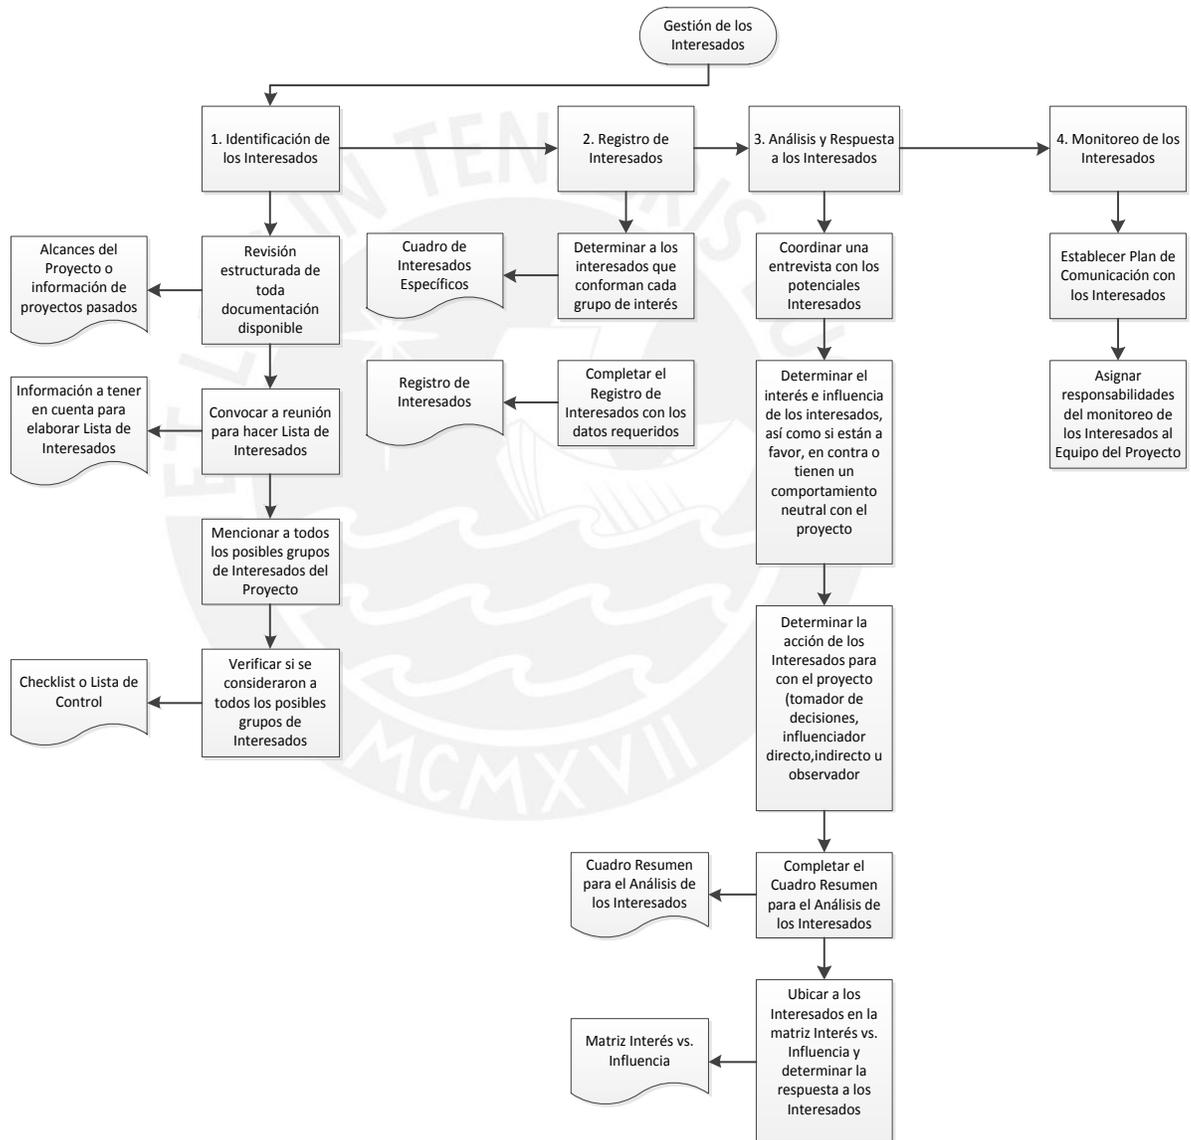 Gestión de los
Interesados
1. Identificación de
los Interesados
2. Registro de
Interesados
3. Análisis y Respuesta
a los Interesados
4. Monitoreo de los
Interesados
Alcances del
Proyecto o
información de
proyectos pasados
Revisión
estructurada de
toda
documentación
disponible
Cuadro de
Interesados
Específicos
Determinar a los
interesados que
conforman cada
grupo de interés
Coordinar una
entrevista con los
potenciales
Interesados
Establecer Plan de
Comunicación con
los Interesados
Información a tener
en cuenta para
elaborar Lista de
Interesados
Convocar a reunión
para hacer Lista de
Interesados
Registro de
Interesados
Completar el
Registro de
Interesados con los
datos requeridos
Determinar el
interés e influencia
de los interesados,
así como si están a
favor, en contra o
tienen un
comportamiento
neutral con el
proyecto
Asignar
responsabilidades
del monitoreo de
los Interesados al
Equipo del Proyecto
Mencionar a todos
los posibles grupos
de Interesados del
Proyecto
Checklist o Lista de
Control
Verificar si se
consideraron a
todos los posibles
grupos de
Interesados
Determinar la
acción de los
Interesados para
con el proyecto
(tomador de
decisiones,
influenciador
directo,indirecto u
observador
Cuadro Resumen
para el Análisis de
los Interesados
Completar el
Cuadro Resumen
para el Análisis de
los Interesados
Matriz Interés vs.
Influencia
Ubicar a los
Interesados en la
matriz Interés vs.
Influencia y
determinar la
respuesta a los
Interesados
MCMXVII